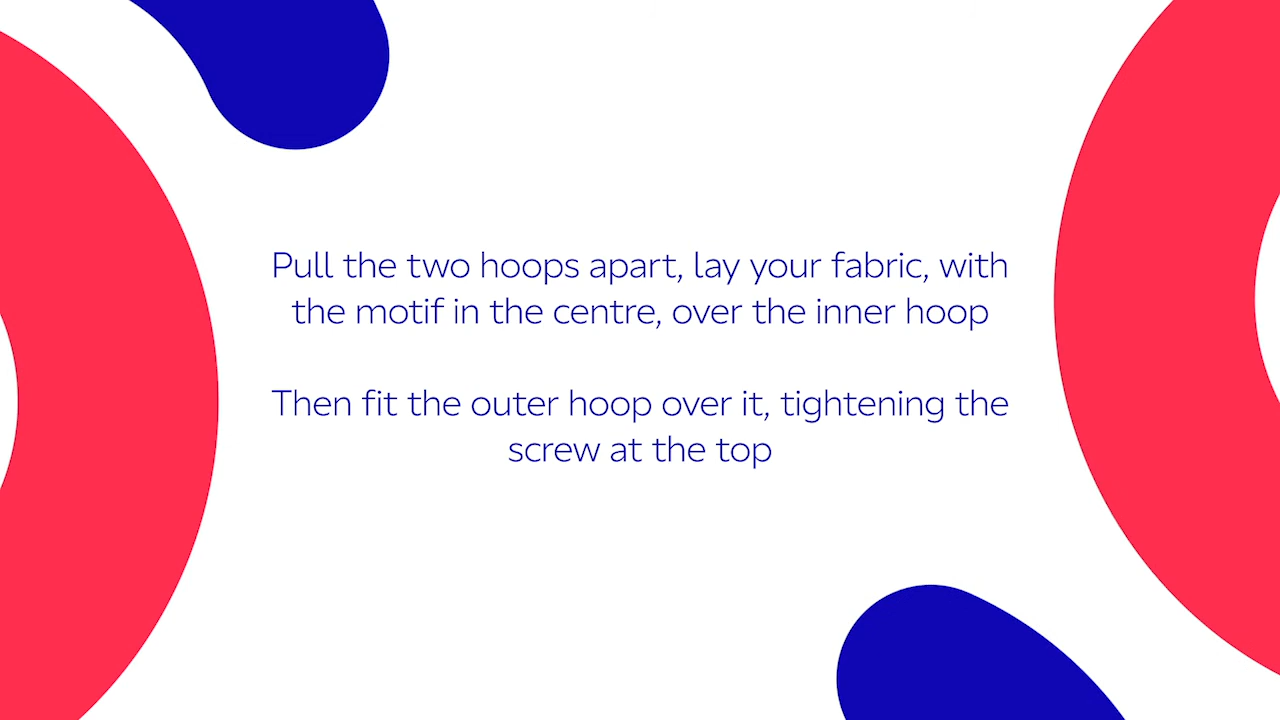 Pull the two hoops apart, lay your fabric, with
the motif in the centre, over the inner hoop
Then fit the outer hoop over it, tightening the
screw at the top